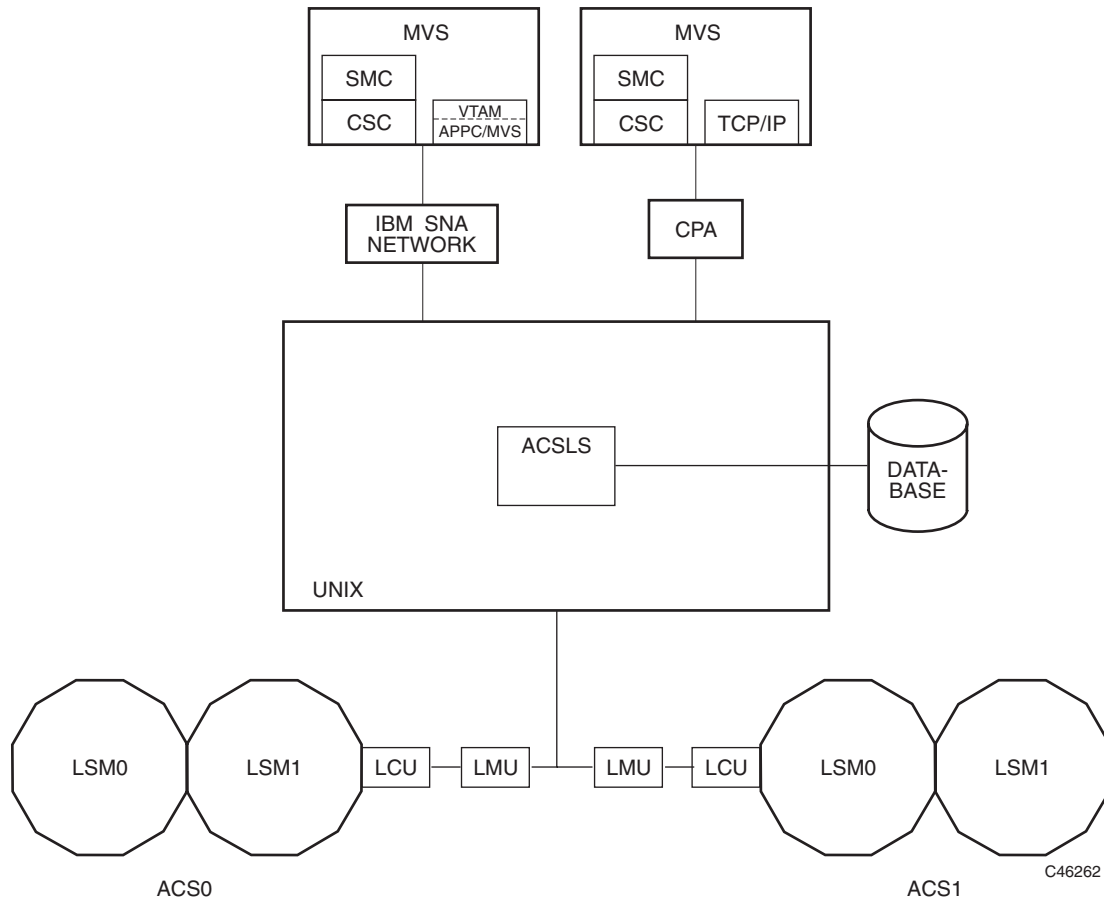 MVS
SMC
CSC
VTAM
APPC/MVS
MVS
SMC
CSC
TCP/IP
IBM SNA
NETWORK
CPA
ACSLS
DATA-
BASE
UNIX
LSM0
LSM1
LCU
LMU
LMU
LCU
LSM0
LSM1
C46262
ACS0
ACS1